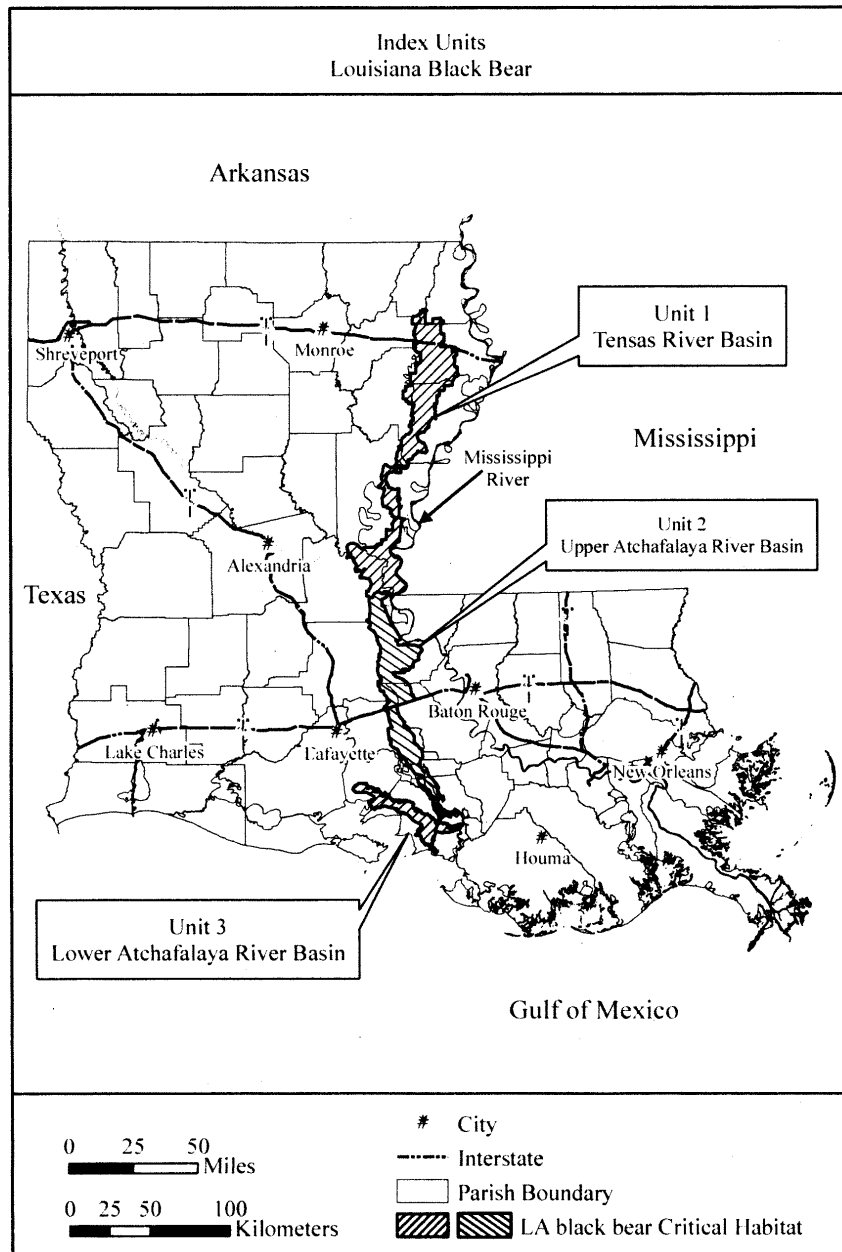 Index Units
Louisiana Black Bear
Arkansas
Unit 1
Tensas River Basin
Shreveport
Monroe
Mississippi
Mississippi
River
Unit 2
Upper Atchafalaya River Basin
Alexandria
Texas
Baton Rouge
Lake Charles
Lafayette
New Orleans
Houma
Unit 3
Lower Atchafalaya River Basin
Gulf of Mexico
0 25 50
Miles
0 25 50 100
Kilometers
City
Interstate
Parish Boundary
LA black bear Critical Habitat